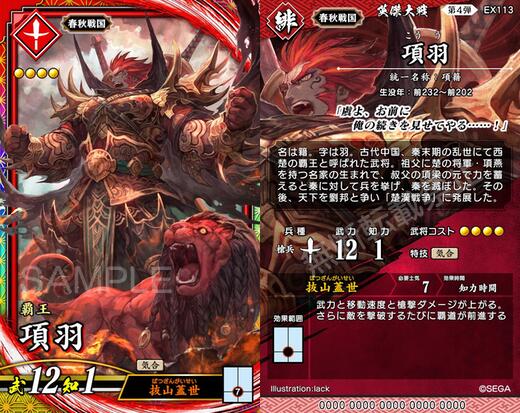 春秋戦国
SAMPLE
覇王
項羽
気合
武12知1
ばつざんがいせい
抜山蓋世
7
緋
春秋戦国
英傑大戦
第4弾
EX113
こうう
項羽
統一名称:項籍
生没年:前232~前202
「虞よ、お前に
俺の続きを見せてやる……!」
名は籍、字は羽。古代中国、秦末期の乱世にて西
楚の覇王と呼ばれた武将。祖父に楚の将軍・項燕
を持つ名家の生まれで、叔父の項梁の元で力を蓄
えると秦に対して兵を挙げ、秦を滅ぼした。その
後、天下を劉邦と争い「楚漢戦争」に発展した。
兵種 武力 知力 武将コスト
槍兵 12 1
特技 気合
ばつざんがいせい 必要士気 効果時間
抜山蓋世 7 知力時間
効果範囲
武力と移動速度と槍撃ダメージが上がる。
さらに敵を撃破するたびに覇道が前進する
Illustration:lack
©SEGA
0000 0000 0000 0000 0000